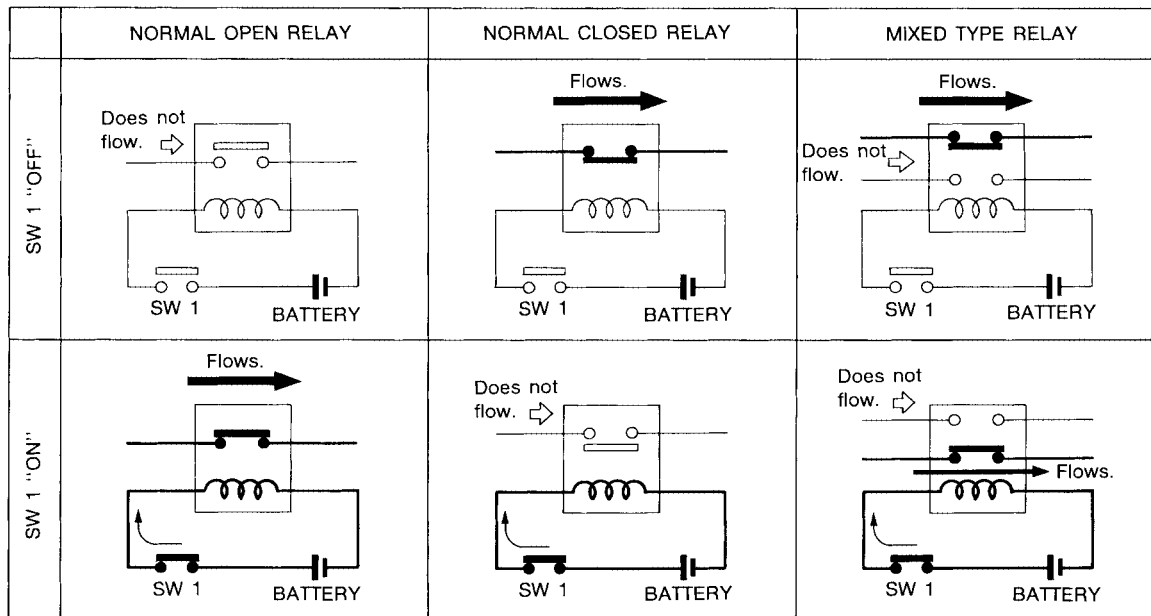 NORMAL OPEN RELAY
NORMAL CLOSED RELAY
MIXED TYPE RELAY
SW 1 "OFF"
Does not
flow.
SW 1
BATTERY
Flows.
SW 1
BATTERY
Flows.
Does not
flow.
SW 1
BATTERY
SW 1 "ON"
Flows.
SW 1
BATTERY
Does not
flow.
SW 1
BATTERY
Does not
flow.
Flows.
SW 1
BATTERY